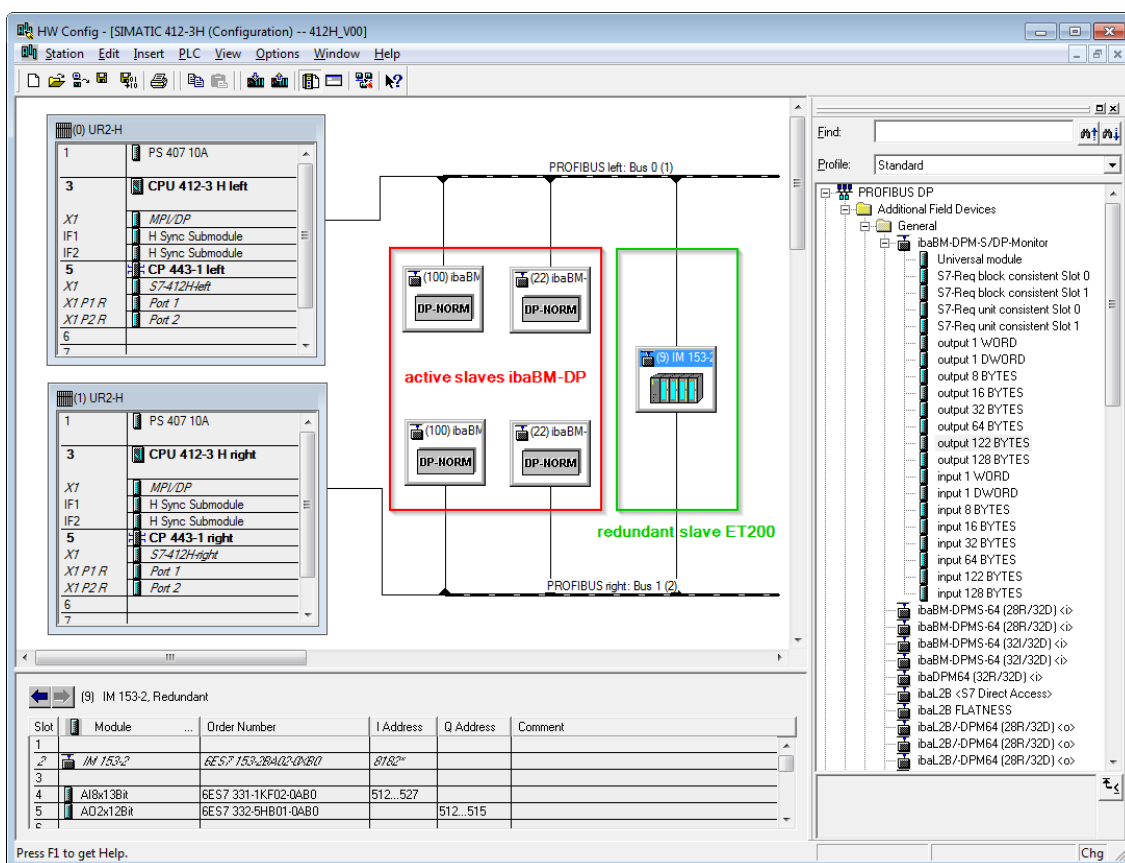 HW Config - [SIMATIC 412-3H (Configuration) -- 412H_V00]
Station Edit Insert PLC View Options Window Help
(0) UR2-H
1 PS 407 10A
3 CPU 412-3 H left
X1 MPI/DP
IF1 H Sync Submodule
IF2 H Sync Submodule
5 CP 443-1 left
X1 S7-412H-left
X1 P1 R Port 1
X1 P2 R Port 2
6
7
(1) UR2-H
1 PS 407 10A
3 CPU 412-3 H right
X1 MPI/DP
IF1 H Sync Submodule
IF2 H Sync Submodule
5 CP 443-1 right
X1 S7-412H-right
X1 P1 R Port 1
X1 P2 R Port 2
6
7
PROFIBUS left: Bus 0 (1)
(100) ibaBM
DP-NORM
(22) ibaBM-
DP-NORM
(9) IM 153-2
active slaves ibaBM-DP
(100) ibaBM
DP-NORM
(22) ibaBM-
DP-NORM
redundant slave ET200
PROFIBUS right: Bus 1 (2)
Find:
Profile: Standard
PROFIBUS DP
Additional Field Devices
General
ibaBM-DPM-S/DP-Monitor
Universal module
S7-Req block consistent Slot 0
S7-Req block consistent Slot 1
S7-Req unit consistent Slot 0
S7-Req unit consistent Slot 1
output 1 WORD
output 1 DWORD
output 8 BYTES
output 16 BYTES
output 32 BYTES
output 64 BYTES
output 122 BYTES
output 128 BYTES
input 1 WORD
input 1 DWORD
input 8 BYTES
input 16 BYTES
input 32 BYTES
input 64 BYTES
input 122 BYTES
input 128 BYTES
ibaBM-DPMS-64 (28R/32D) <i>
ibaBM-DPMS-64 (28R/32D) <o>
ibaBM-DPMS-64 (32I/32D) <i>
ibaBM-DPMS-64 (32I/32D) <o>
ibaDPM64 (32R/32D) <i>
ibaL2B <S7 Direct Access>
ibaL2B FLATNESS
ibaL2B/-DPM64 (28R/32D) <o>
ibaL2B/-DPM64 (28R/32D) <o>
ibaL2B/-DPM64 (28R/32D) <o>
ibaL2B/-DPM64 (32R/32D) <o>
(9) IM 153-2, Redundant
Slot Module ... Order Number I Address Q Address Comment
1
2 IM 153-2 6ES7 153-2BA02-0XB0 8182*
3
4 AI8x13Bit 6ES7 331-1KF02-0AB0 512...527
5 AO2x12Bit 6ES7 332-5HB01-0AB0 512...515
6
Press F1 to get Help.
Chg